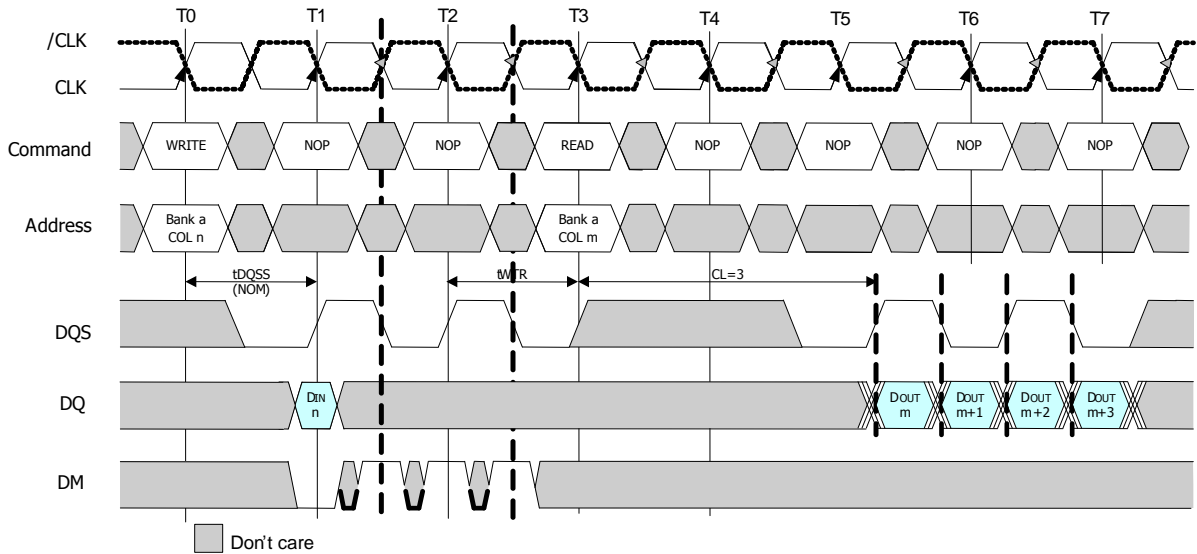 T0 T1 T2 T3 T4 T5 T6 T7
/CLK
CLK
Command WRITE NOP NOP READ NOP NOP NOP NOP
Address Bank a COL n Bank a COL m
tDQSS (NOM) tWTR CL=3
DQS
DQ DIN n DOUT m DOUT m+1 DOUT m+2 DOUT m+3
DM
Don't care